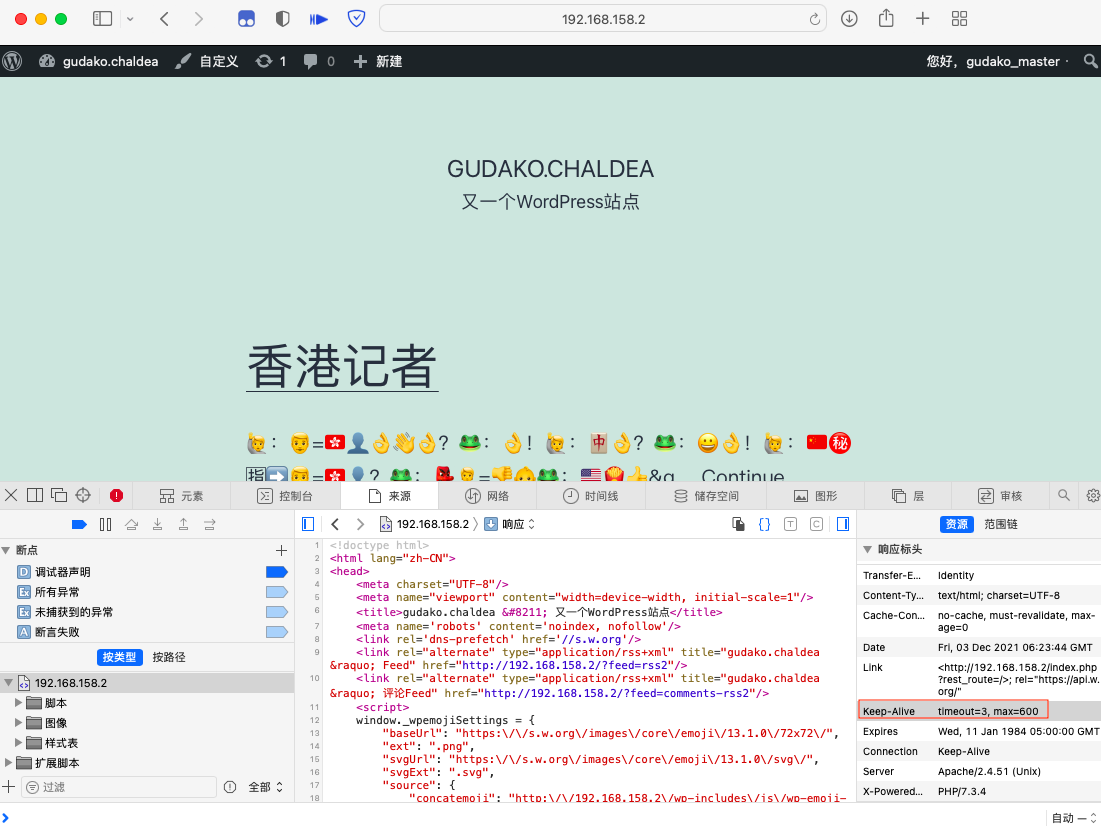 192.168.158.2
gudako.chaldea 自定义 1 0 新建 您好，gudako_master
GUDAKO.CHALDEA
又一个WordPress站点
香港记者
🙋: 👨=🇭🇰👤👌👋👌? 🐸: 👌! 🙋: 🀄👌? 🐸: 😀👌! 🙋: 🇨🇳㊙
&g... Continue
元素 控制台 来源 网络 时间线 储存空间 图形 层 审核
192.168.158.2 〉 响应 {} T C 资源 范围链
断点
D 调试器声明
Ex 所有异常
Ex 未捕获到的异常
A 断言失败
按类型 按路径
192.168.158.2
脚本
图像
样式表
扩展脚本
过滤 全部
1 <!doctype html>
2 <html lang="zh-CN">
3 <head>
4 <meta charset="UTF-8"/>
5 <meta name="viewport" content="width=device-width, initial-scale=1"/>
6 <title>gudako.chaldea &#8211; 又一个WordPress站点</title>
7 <meta name='robots' content='noindex, nofollow'/>
8 <link rel='dns-prefetch' href='//s.w.org'/>
9 <link rel="alternate" type="application/rss+xml" title="gudako.chaldea
&raquo; Feed" href="http://192.168.158.2/?feed=rss2"/>
10 <link rel="alternate" type="application/rss+xml" title="gudako.chaldea
&raquo; 评论Feed" href="http://192.168.158.2/?feed=comments-rss2"/>
11 <script>
12 window._wpemojiSettings = {
13 "baseUrl": "https:\/\/s.w.org\/images\/core\/emoji\/13.1.0\/72x72\/",
14 "ext": ".png",
15 "svgUrl": "https:\/\/s.w.org\/images\/core\/emoji\/13.1.0\/svg\/",
16 "svgExt": ".svg",
17 "source": {
18 "concatemoji": "http:\/\/192.168.158.2\/wp-includes\/js\/wp-emoji-
响应标头
Transfer-E... Identity
Content-Ty... text/html; charset=UTF-8
Cache-Con... no-cache, must-revalidate, max-
age=0
Date Fri, 03 Dec 2021 06:23:44 GMT
Link <http://192.168.158.2/index.php
?rest_route=/>; rel="https://api.w.
org/"
Keep-Alive timeout=3, max=600
Expires Wed, 11 Jan 1984 05:00:00 GMT
Connection Keep-Alive
Server Apache/2.4.51 (Unix)
X-Powered... PHP/7.3.4
自动 —